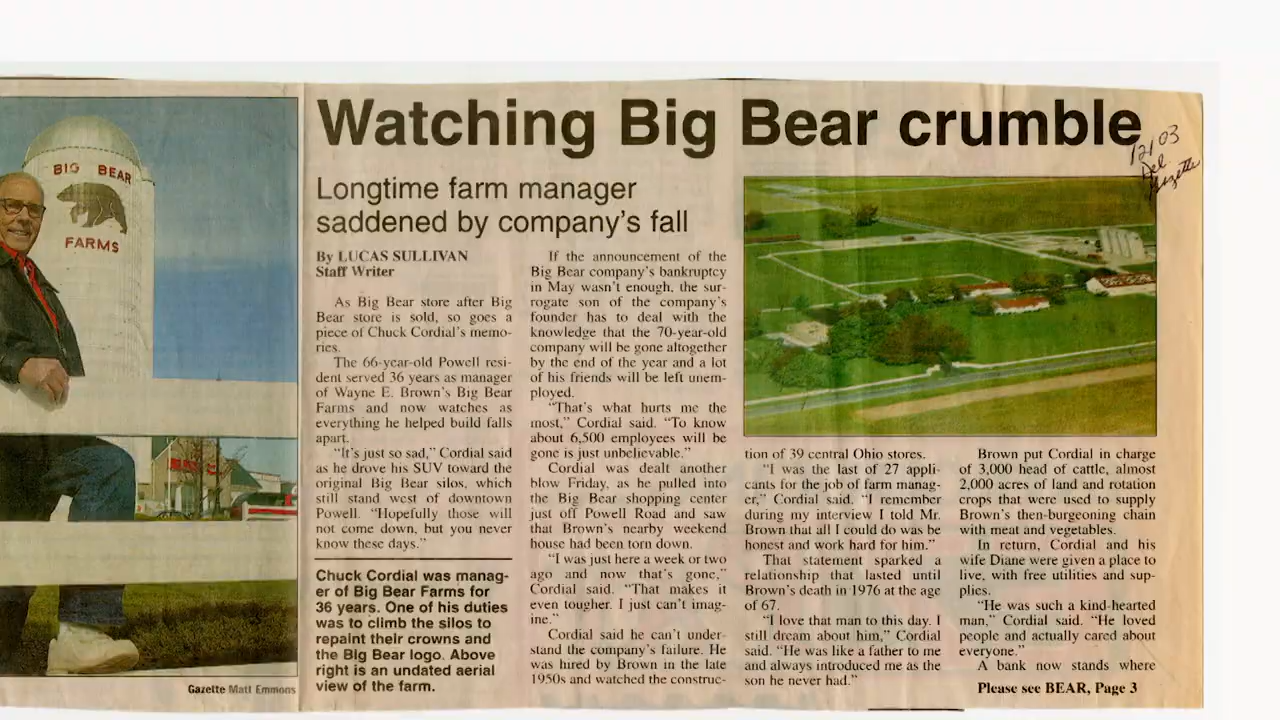 BIG BEAR
FARMS
Gazette Matt Emmons
Watching Big Bear crumble
12/03
Del
Gazette
Longtime farm manager
saddened by company's fall
By LUCAS SULLIVAN
Staff Writer
As Big Bear store after Big
Bear store is sold, so goes a
piece of Chuck Cordial's memo-
ries.
The 66-year-old Powell resi-
dent served 36 years as manager
of Wayne E. Brown's Big Bear
Farms and now watches as
everything he helped build falls
apart.
"It's just so sad," Cordial said
as he drove his SUV toward the
original Big Bear silos, which
still stand west of downtown
Powell. "Hopefully those will
not come down, but you never
know these days."
Chuck Cordial was manag-
er of Big Bear Farms for
36 years. One of his duties
was to climb the silos to
repaint their crowns and
the Big Bear logo. Above
right is an undated aerial
view of the farm.
If the announcement of the
Big Bear company's bankruptcy
in May wasn't enough, the sur-
rogate son of the company's
founder has to deal with the
knowledge that the 70-year-old
company will be gone altogether
by the end of the year and a lot
of his friends will be left unem-
ployed.
"That's what hurts me the
most," Cordial said. "To know
about 6,500 employees will be
gone is just unbelievable."
Cordial was dealt another
blow Friday, as he pulled into
the Big Bear shopping center
just off Powell Road and saw
that Brown's nearby weekend
house had been torn down.
"I was just here a week or two
ago and now that's gone,"
Cordial said. "That makes it
even tougher. I just can't imag-
ine."
Cordial said he can't under-
stand the company's failure. He
was hired by Brown in the late
1950s and watched the construc-
tion of 39 central Ohio stores.
"I was the last of 27 appli-
cants for the job of farm manag-
er," Cordial said. "I remember
during my interview I told Mr.
Brown that all I could do was be
honest and work hard for him."
That statement sparked a
relationship that lasted until
Brown's death in 1976 at the age
of 67.
"I love that man to this day. I
still dream about him," Cordial
said. "He was like a father to me
and always introduced me as the
son he never had."
Brown put Cordial in charge
of 3,000 head of cattle, almost
2,000 acres of land and rotation
crops that were used to supply
Brown's then-burgeoning chain
with meat and vegetables.
In return, Cordial and his
wife Diane were given a place to
live, with free utilities and sup-
plies.
"He was such a kind-hearted
man," Cordial said. "He loved
people and actually cared about
everyone."
A bank now stands where
Please see BEAR, Page 3